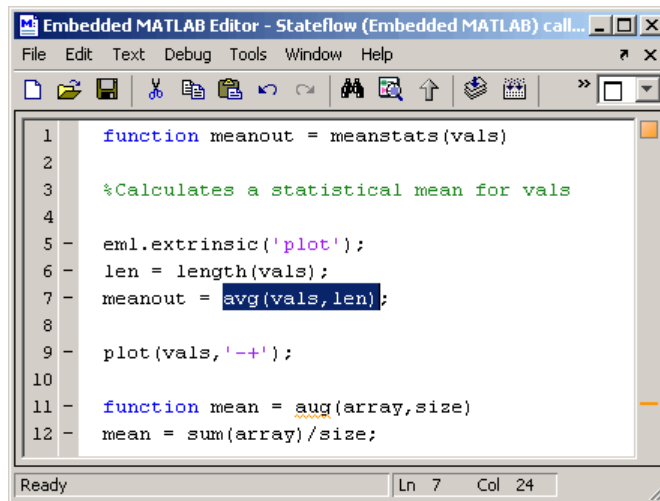 Embedded MATLAB Editor - Stateflow (Embedded MATLAB) call...
File Edit Text Debug Tools Window Help
1 function meanout = meanstats(vals)
2
3 %Calculates a statistical mean for vals
4
5 - eml.extrinsic('plot');
6 - len = length(vals);
7 - meanout = avg(vals,len);
8
9 - plot(vals,'-+');
10
11 - function mean = aug(array,size)
12 - mean = sum(array)/size;
Ready Ln 7 Col 24